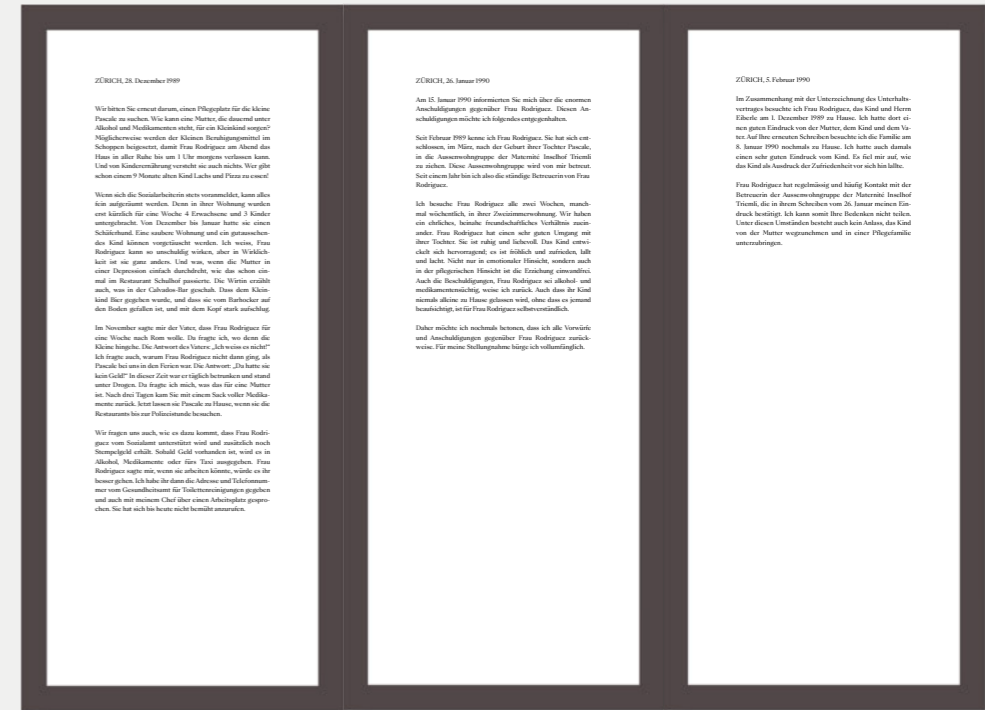 ZÜRICH, 28. Dezember 1989
Wir bitten Sie erneut darum, einen Pflegeplatz für die kleine
Pascale zu suchen. Wie kann eine Mutter, die dauernd unter
Alkohol und Medikamenten steht, für ein Kleinkind sorgen?
Möglicherweise werden der Kleinen Beruhigungsmittel im
Schoppen beigesetzt, damit Frau Rodriguez am Abend das
Haus in aller Ruhe bis um 1 Uhr morgens verlassen kann.
Und von Kinderernährung versteht sie auch nichts. Wer gibt
schon einem 9 Monate alten Kind Lachs und Pizza zu essen!
Wenn sich die Sozialarbeiterin stets voranmeldet, kann alles
fein aufgeräumt werden. Denn in ihrer Wohnung wurden
erst kürzlich für eine Woche 4 Erwachsene und 3 Kinder
untergebracht. Von Dezember bis Januar hatte sie einen
Schäferhund. Eine saubere Wohnung und ein gutaussehen-
des Kind können vorgetäuscht werden. Ich weiss, Frau
Rodriguez kann so unschuldig wirken, aber in Wirklich-
keit ist sie ganz anders. Und was, wenn die Mutter in
einer Depression einfach durchdreht, wie das schon ein-
mal im Restaurant Schulhof passierte. Die Wirtin erzählt
auch, was in der Calvados-Bar geschah. Dass dem Klein-
kind Bier gegeben wurde, und dass sie vom Barhocker auf
den Boden gefallen ist, und mit dem Kopf stark aufschlug.
Im November sagte mir der Vater, dass Frau Rodriguez für
eine Woche nach Rom wolle. Da fragte ich, wo denn die
Kleine hingehe. Die Antwort des Vaters: „Ich weiss es nicht!"
Ich fragte auch, warum Frau Rodriguez nicht dann ging, als
Pascale bei uns in den Ferien war. Die Antwort: „Da hatte sie
kein Geld!" In dieser Zeit war er täglich betrunken und stand
unter Drogen. Da fragte ich mich, was das für eine Mutter
ist. Nach drei Tagen kam Sie mit einem Sack voller Medika-
mente zurück. Jetzt lassen sie Pascale zu Hause, wenn sie die
Restaurants bis zur Polizeistunde besuchen.
Wir fragen uns auch, wie es dazu kommt, dass Frau Rodri-
guez vom Sozialamt unterstützt wird und zusätzlich noch
Stempelgeld erhält. Sobald Geld vorhanden ist, wird es in
Alkohol, Medikamente oder fürs Taxi ausgegeben. Frau
Rodriguez sagte mir, wenn sie arbeiten könnte, würde es ihr
besser gehen. Ich habe ihr dann die Adresse und Telefonnum-
mer vom Gesundheitsamt für Toilettenreinigungen gegeben
und auch mit meinem Chef über einen Arbeitsplatz gespro-
chen. Sie hat sich bis heute nicht bemüht anzurufen.
ZÜRICH, 26. Januar 1990
Am 15. Januar 1990 informierten Sie mich über die enormen
Anschuldigungen gegenüber Frau Rodriguez. Diesen An-
schuldigungen möchte ich folgendes entgegenhalten.
Seit Februar 1989 kenne ich Frau Rodriguez. Sie hat sich ent-
schlossen, im März, nach der Geburt ihrer Tochter Pascale,
in die Aussenwohngruppe der Maternité Inselhof Triemli
zu ziehen. Diese Aussenwohngruppe wird von mir betreut.
Seit einem Jahr bin ich also die ständige Betreuerin von Frau
Rodriguez.
Ich besuche Frau Rodriguez alle zwei Wochen, manch-
mal wöchentlich, in ihrer Zweizimmerwohnung. Wir haben
ein ehrliches, beinahe freundschaftliches Verhältnis zuein-
ander. Frau Rodriguez hat einen sehr guten Umgang mit
ihrer Tochter. Sie ist ruhig und liebevoll. Das Kind entwi-
ckelt sich hervorragend; es ist fröhlich und zufrieden, lallt
und lacht. Nicht nur in emotionaler Hinsicht, sondern auch
in der pflegerischen Hinsicht ist die Erziehung einwandfrei.
Auch die Beschuldigungen, Frau Rodriguez sei alkohol- und
medikamentensüchtig, weise ich zurück. Auch dass ihr Kind
niemals alleine zu Hause gelassen wird, ohne dass es jemand
beaufsichtigt, ist für Frau Rodriguez selbstverständlich.
Daher möchte ich nochmals betonen, dass ich alle Vorwürfe
und Anschuldigungen gegenüber Frau Rodriguez zurück-
weise. Für meine Stellungnahme bürge ich vollumfänglich.
ZÜRICH, 5. Februar 1990
Im Zusammenhang mit der Unterzeichnung des Unterhalts-
vertrages besuchte ich Frau Rodriguez, das Kind und Herrn
Eiberle am 1. Dezember 1989 zu Hause. Ich hatte dort ei-
nen guten Eindruck von der Mutter, dem Kind und dem Va-
ter. Auf Ihre erneuten Schreiben besuchte ich die Familie am
8. Januar 1990 nochmals zu Hause. Ich hatte auch damals
einen sehr guten Eindruck vom Kind. Es fiel mir auf, wie
das Kind als Ausdruck der Zufriedenheit vor sich hin lallte.
Frau Rodriguez hat regelmässig und häufig Kontakt mit der
Betreuerin der Aussenwohngruppe der Maternité Inselhof
Triemli, die in ihrem Schreiben vom 26. Januar meinen Ein-
druck bestätigt. Ich kann somit Ihre Bedenken nicht teilen.
Unter diesen Umständen besteht auch kein Anlass, das Kind
von der Mutter wegzunehmen und in einer Pflegefamilie
unterzubringen.